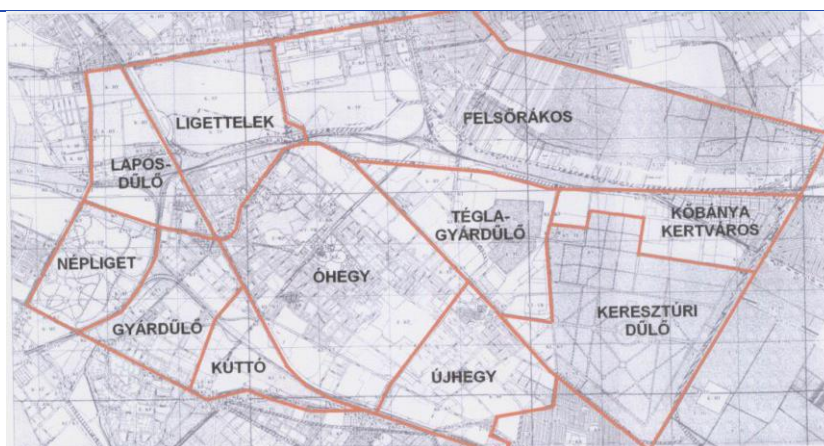 LIGETTELEK
FELSŐRÁKOS
LAPOS-
DŰLŐ
TÉGLA-
GYÁRDŰLŐ
KŐBÁNYA
KERTVÁROS
NÉPLIGET
ÓHEGY
GYÁRDŰLŐ
KERESZTÚRI
DŰLŐ
KÚTTÓ
ÚJHEGY